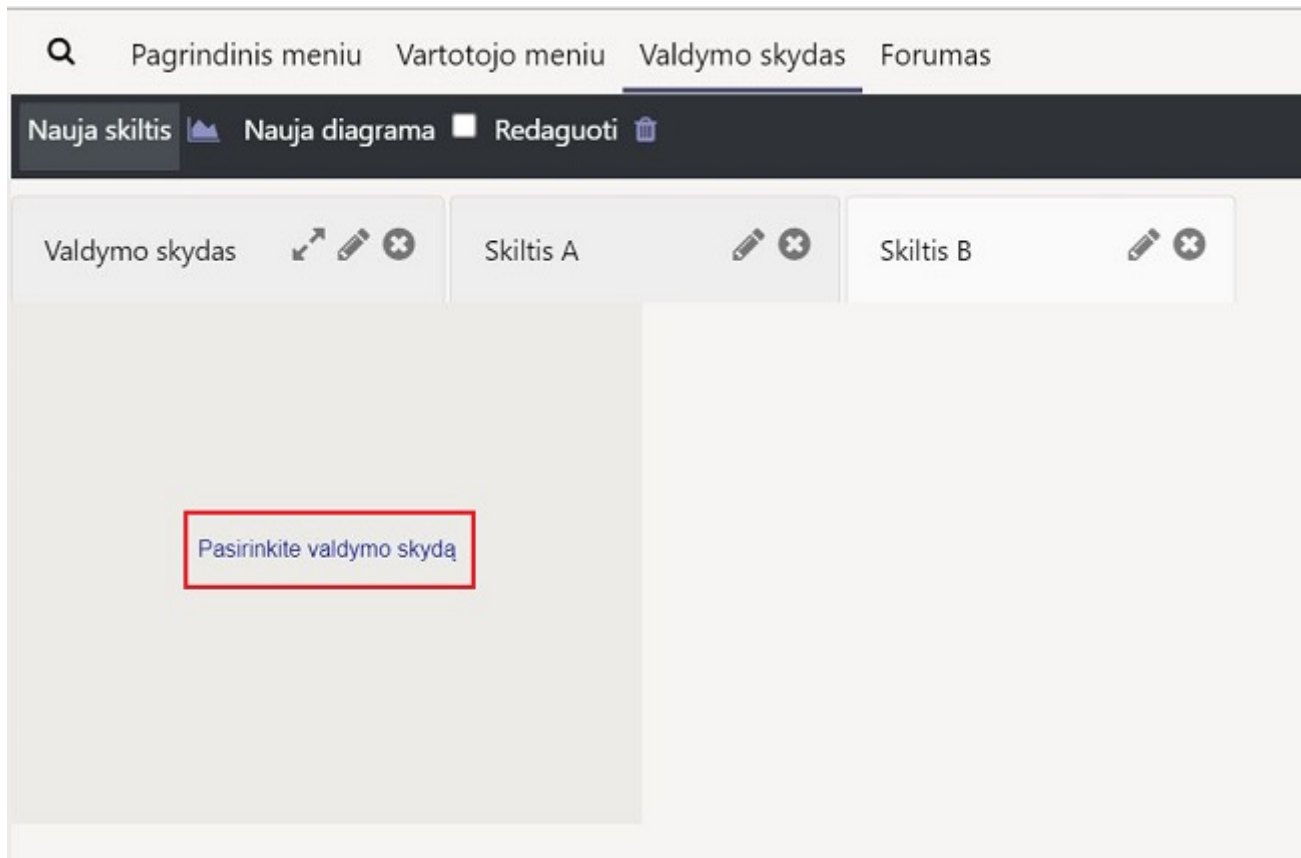 Pagrindinis meniu Vartotojo meniu Valdymo skydas Forumas
Nauja skiltis Nauja diagrama Redaguoti
Valdymo skydas Skiltis A Skiltis B
Pasirinkite valdymo skydą